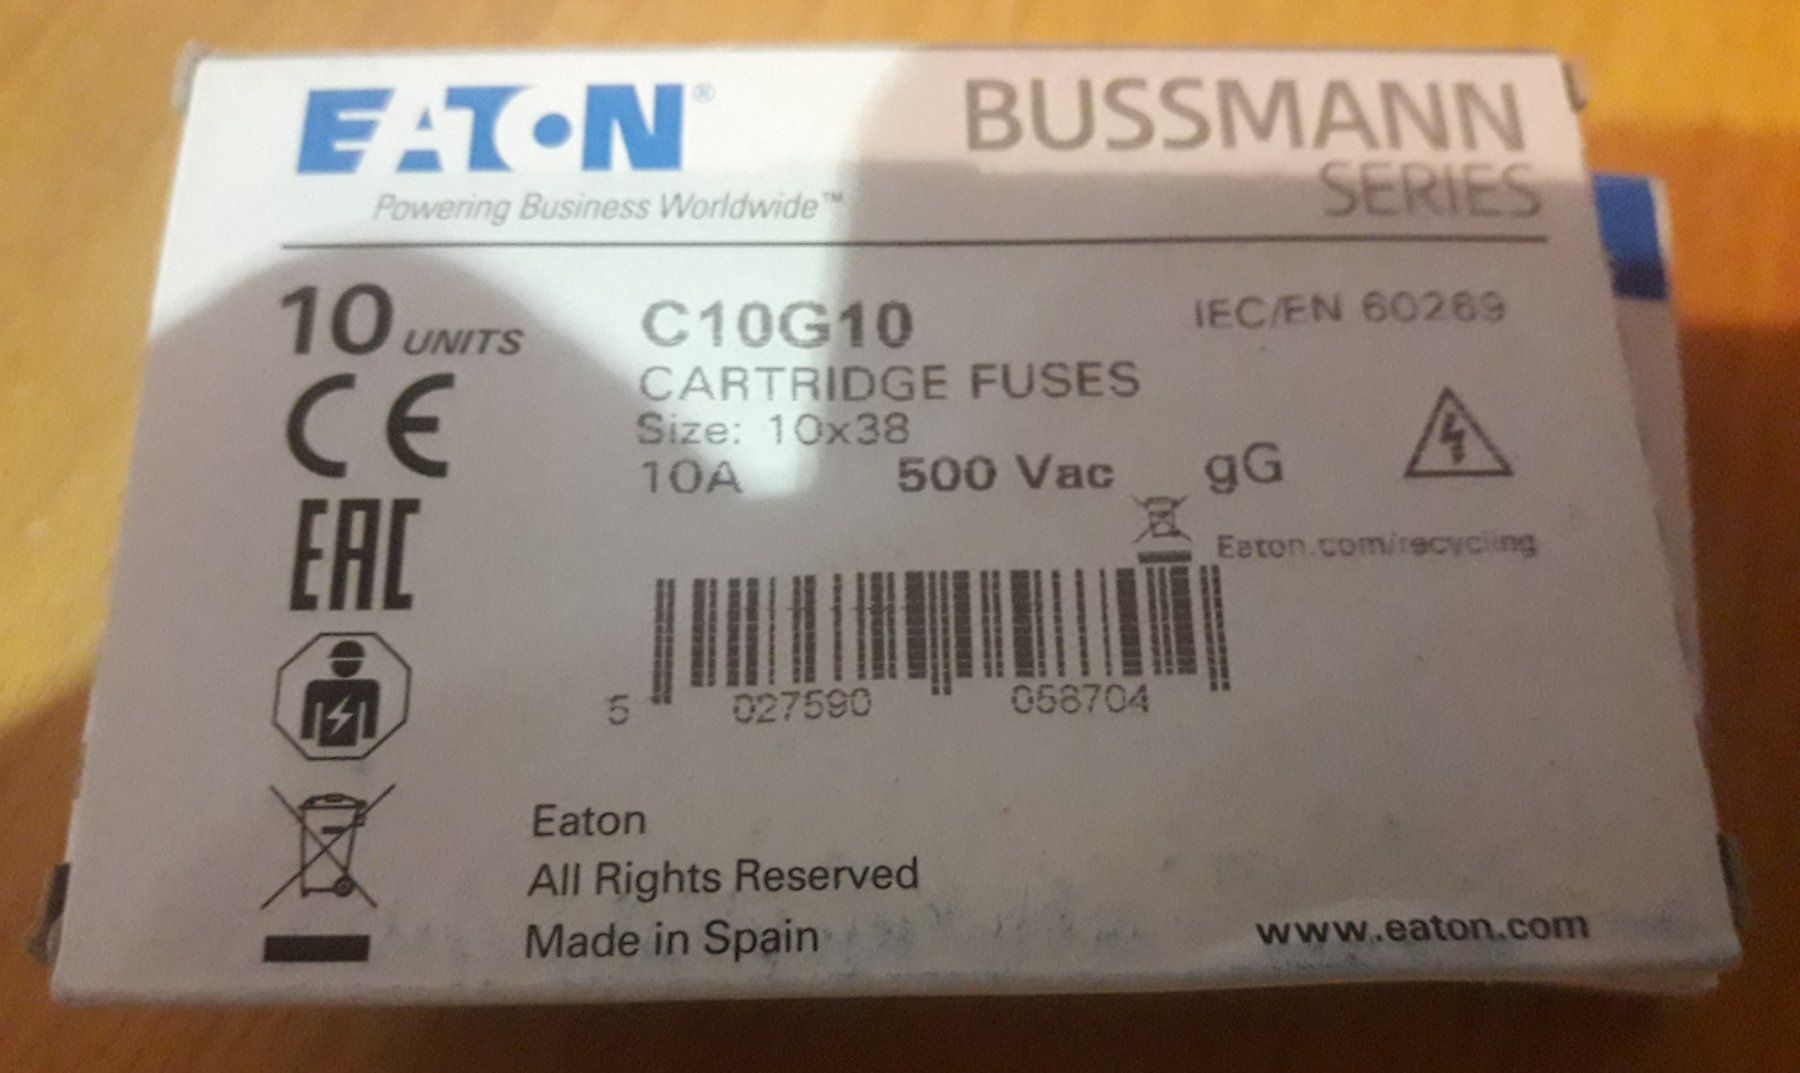 EATON®
Powering Business Worldwide™
BUSSMANN
SERIES
10 UNITS
C10G10
IEC/EN 60269
CARTRIDGE FUSES
Size: 10x38
10A 500 Vac gG
CE
EAC
Eaton.com/recycling
5 027590 058704
Eaton
All Rights Reserved
Made in Spain
www.eaton.com